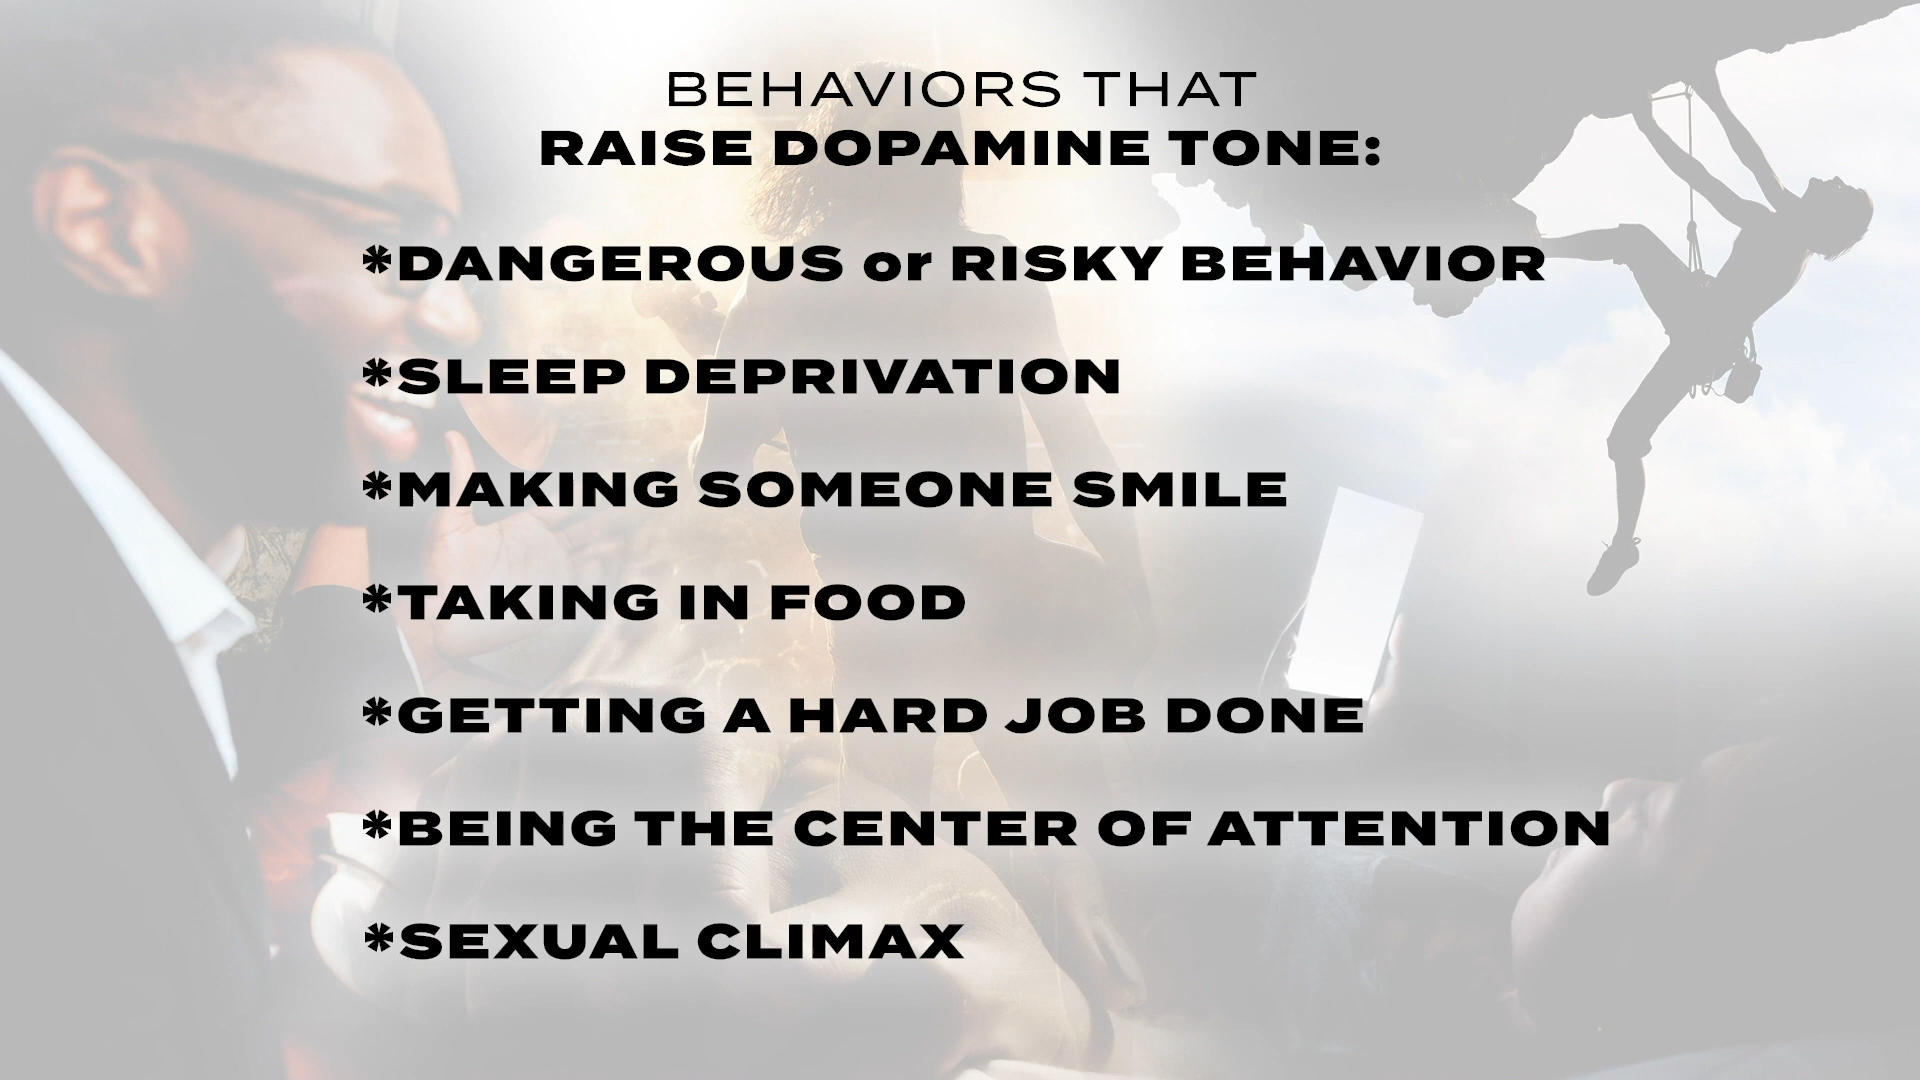 BEHAVIORS THAT
RAISE DOPAMINE TONE:
*DANGEROUS or RISKY BEHAVIOR
*SLEEP DEPRIVATION
*MAKING SOMEONE SMILE
*TAKING IN FOOD
*GETTING A HARD JOB DONE
*BEING THE CENTER OF ATTENTION
*SEXUAL CLIMAX